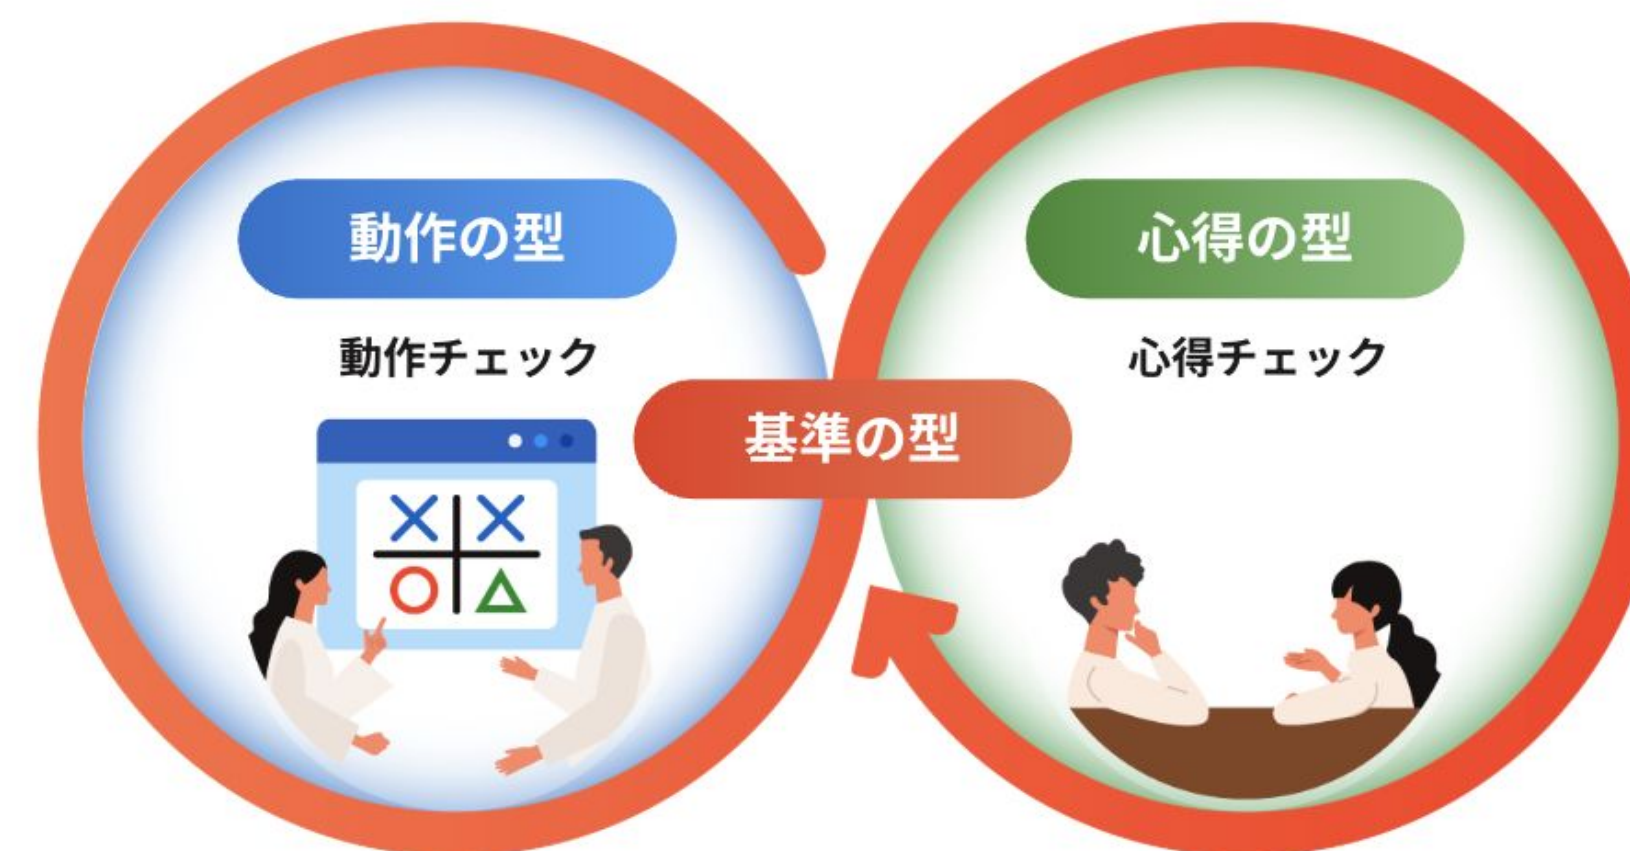 動作の型
動作チェック
心得の型
心得チェック
基準の型